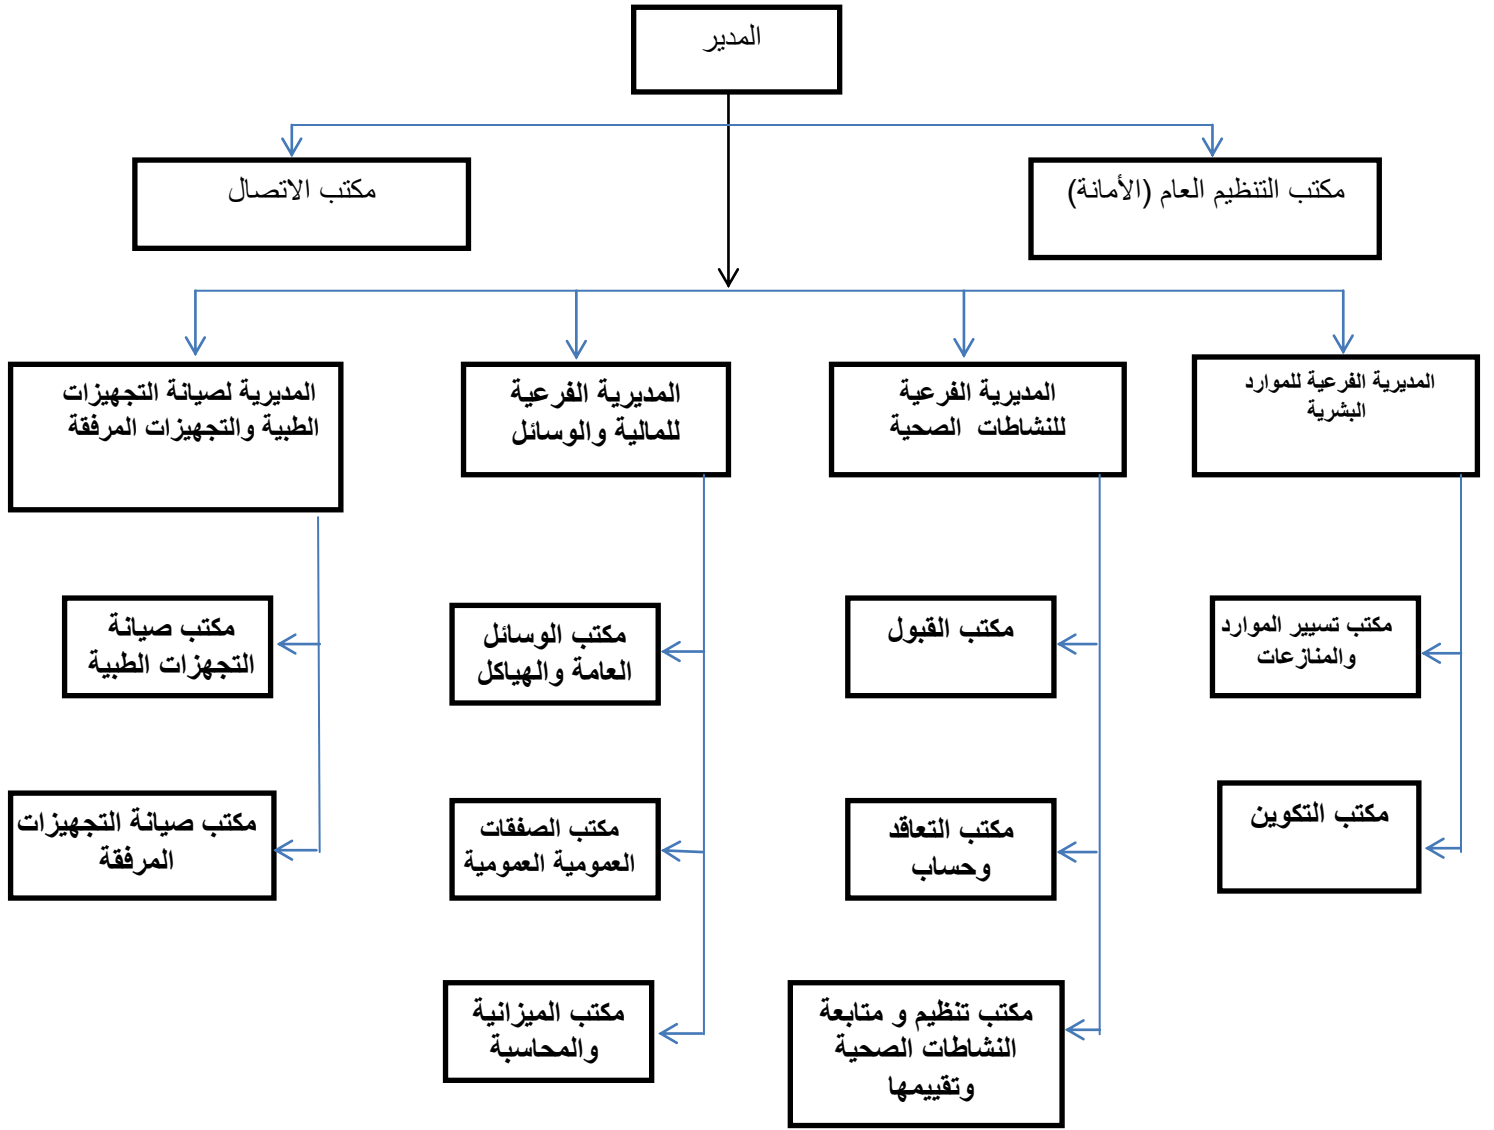 المدير
مكتب التنظيم العام (الأمانة)
مكتب الاتصال
المديرية الفرعية للموارد
البشرية
المديرية الفرعية
للنشاطات الصحية
المديرية الفرعية
للمالية والوسائل
المديرية لصيانة التجهيزات
الطبية والتجهيزات المرفقة
مكتب تسيير الموارد
والمنازعات
مكتب القبول
مكتب الوسائل
العامة والهياكل
مكتب صيانة
التجهزات الطبية
مكتب التكوين
مكتب التعاقد
وحساب
مكتب الصفقات
العمومية العمومية
مكتب صيانة التجهيزات
المرفقة
مكتب تنظيم و متابعة
النشاطات الصحية
وتقييمها
مكتب الميزانية
والمحاسبة